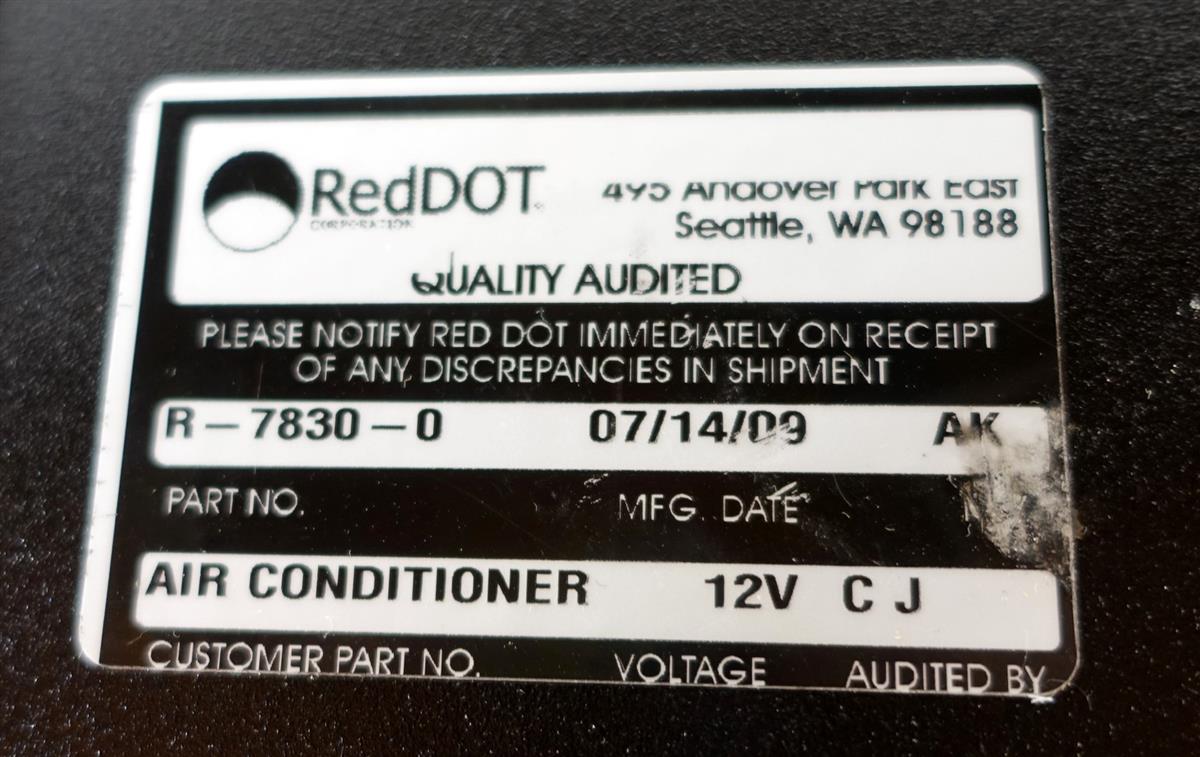 RedDOT
CORPORATION
495 Andover Park East
Seattle, WA 98188
QUALITY AUDITED
PLEASE NOTIFY RED DOT IMMEDIATELY ON RECEIPT
OF ANY DISCREPANCIES IN SHIPMENT
R-7830-0 07/14/09 AK
PART NO. MFG. DATE
AIR CONDITIONER 12V C J
CUSTOMER PART NO. VOLTAGE AUDITED BY